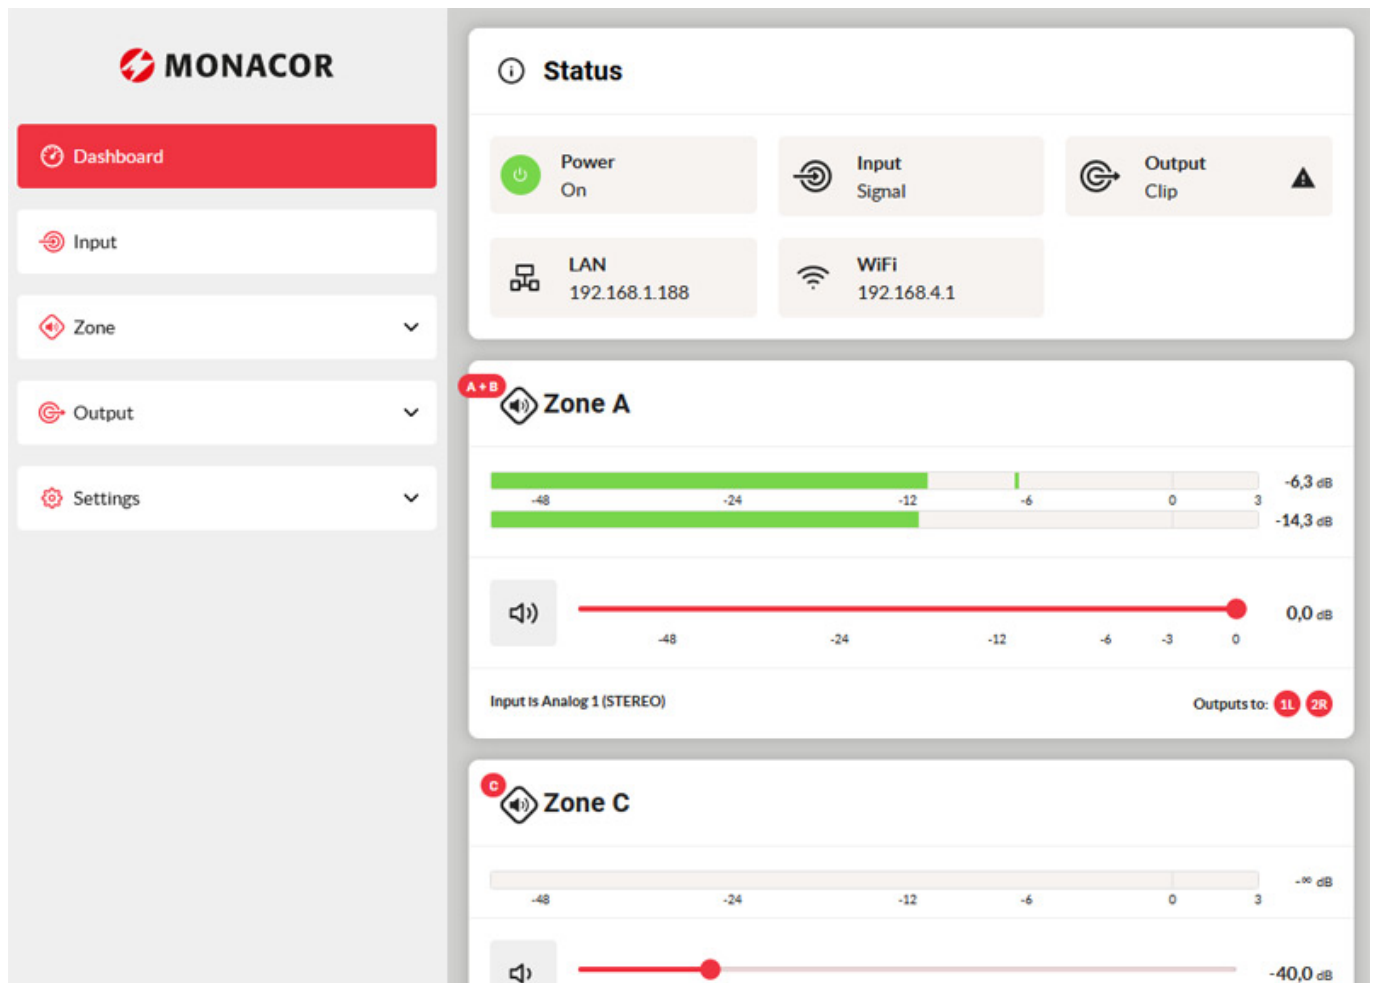 MONACOR
Dashboard
Input
Zone
Output
Settings
Status
Power
On
Input
Signal
Output
Clip
LAN
192.168.1.188
WiFi
192.168.4.1
A + B
Zone A
-6,3 dB
-48 -24 -12 -6 0 3
-14,3 dB
0,0 dB
-48 -24 -12 -6 -3 0
Input is Analog 1 (STEREO)
Outputs to: 1L 2R
C
Zone C
-∞ dB
-48 -24 -12 -6 0 3
-40,0 dB